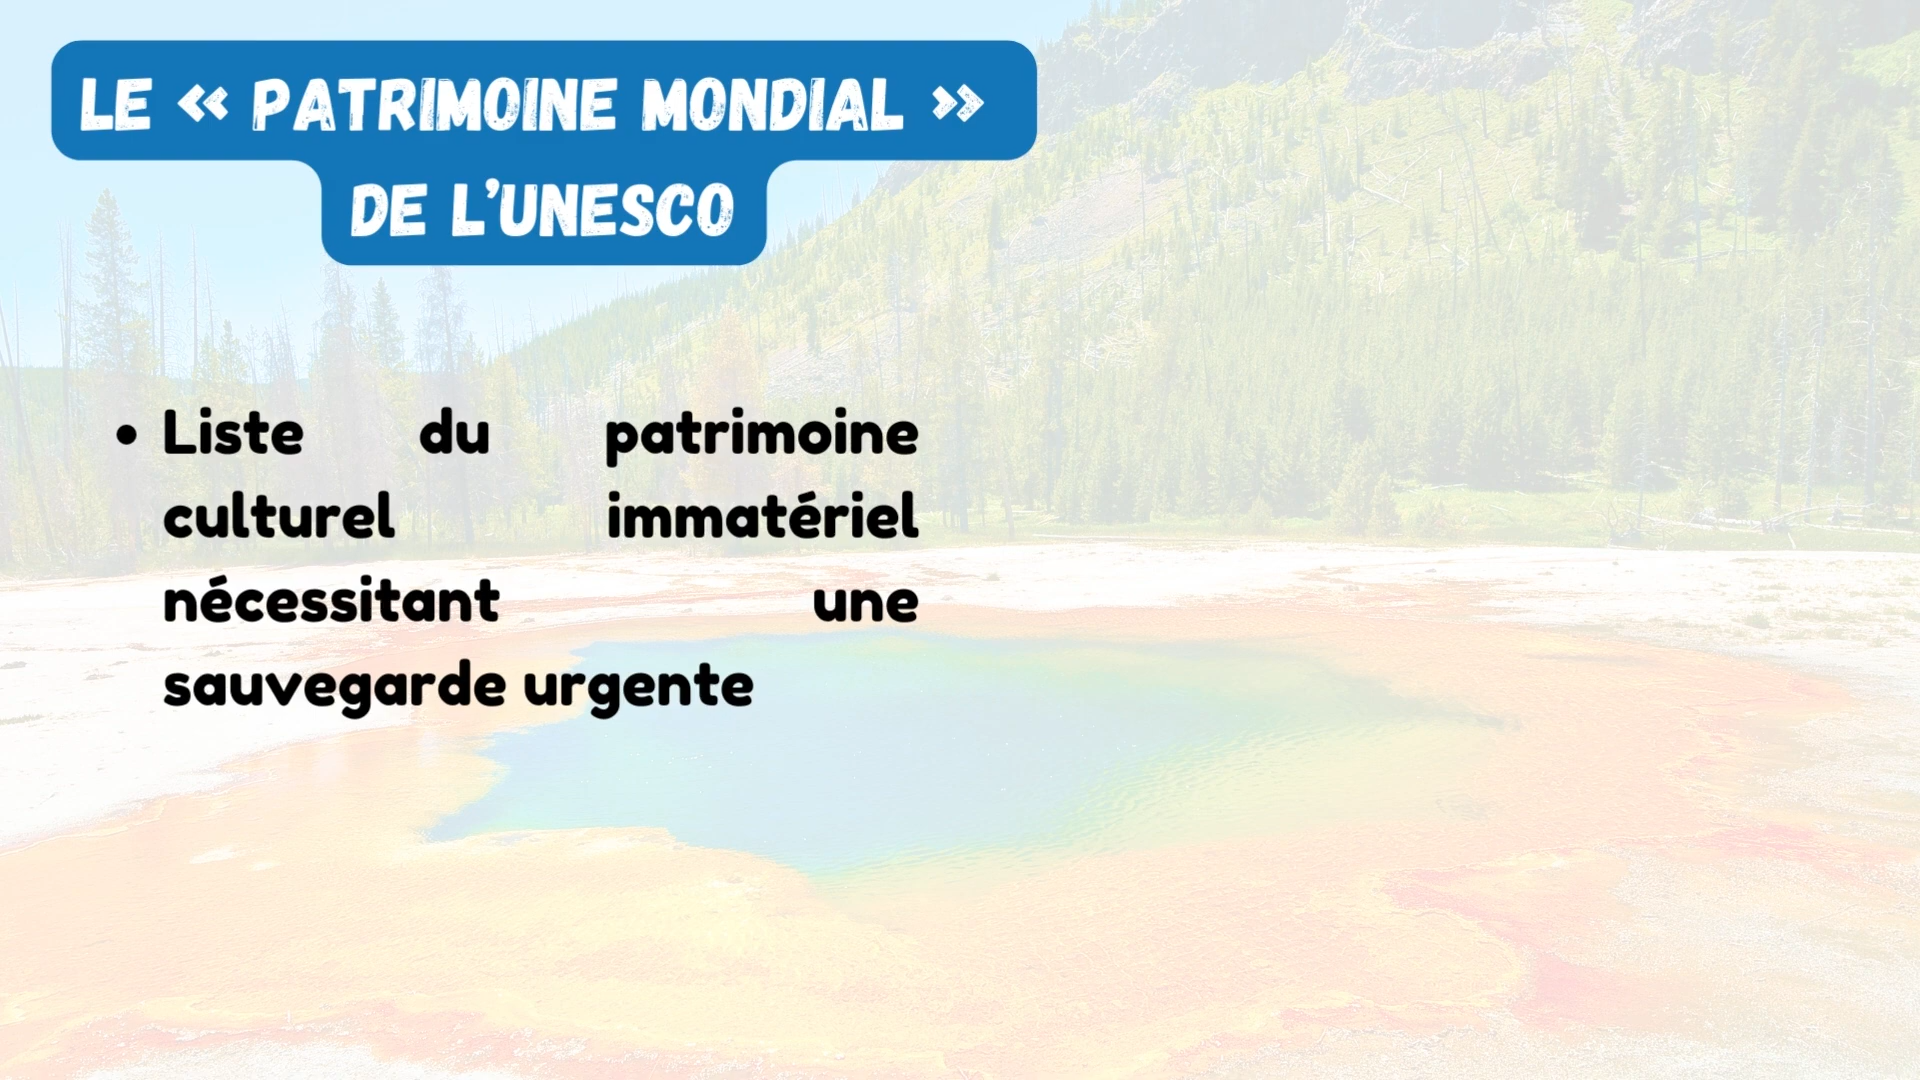 LE « PATRIMOINE MONDIAL »
DE L’UNESCO
• Liste du patrimoine
culturel immatériel
nécessitant une
sauvegarde urgente